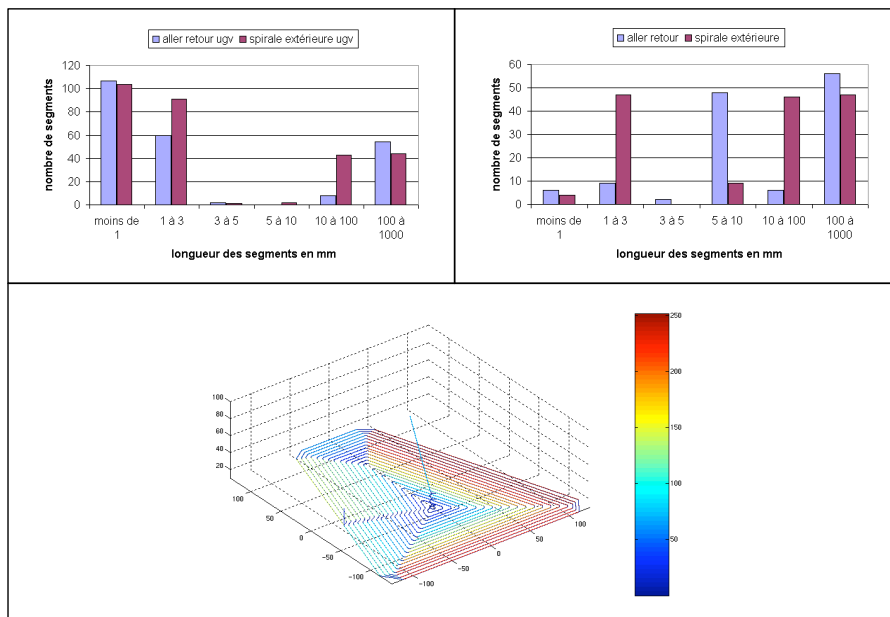 aller retour ugv spirale extérieure ugv
nombre de segments
120
100
80
60
40
20
0
moins de 1
1 à 3
3 à 5
5 à 10
10 à 100
100 à 1000
longueur des segments en mm
aller retour spirale extérieure
nombre de segments
60
50
40
30
20
10
0
moins de 1
1 à 3
3 à 5
5 à 10
10 à 100
100 à 1000
longueur des segments en mm
100
80
60
40
20
100
50
0
-50
-100
-100
-50
0
50
100
250
200
150
100
50